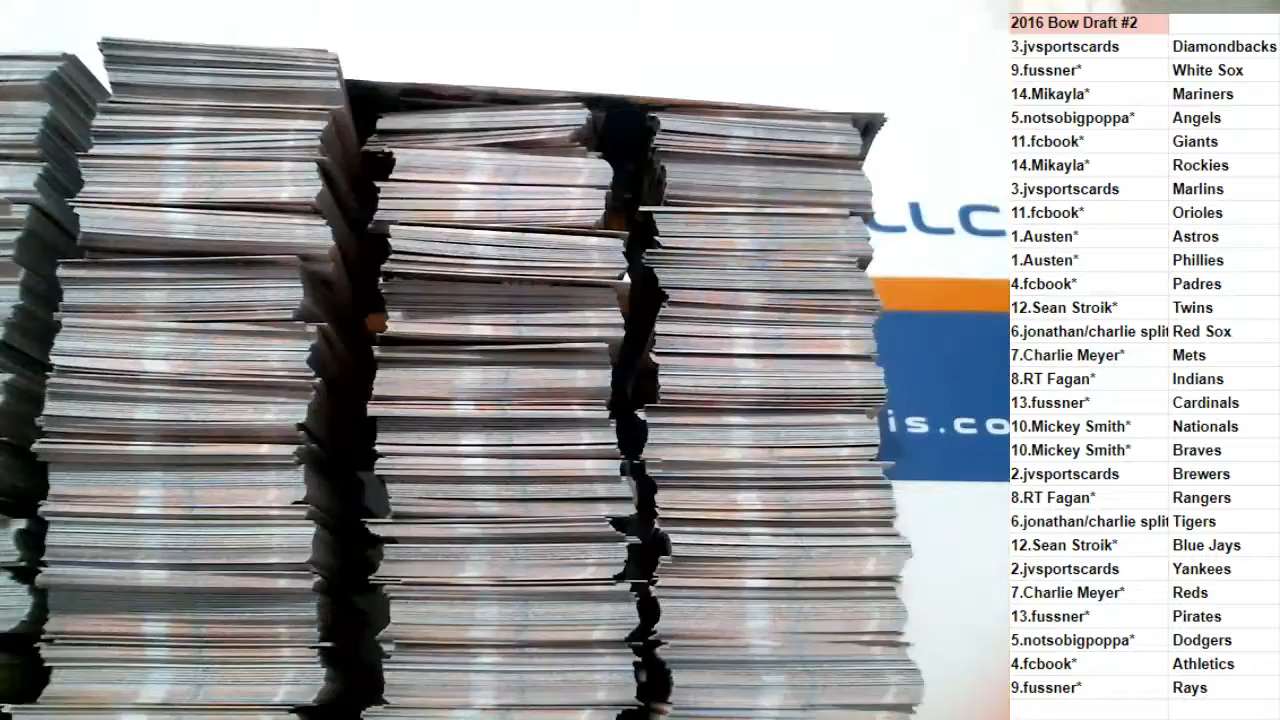 2016 Bow Draft #2
3.jvsportscards Diamondbacks
9.fussner* White Sox
14.Mikayla* Mariners
5.notsobigpoppa* Angels
11.fcbook* Giants
14.Mikayla* Rockies
3.jvsportscards Marlins
11.fcbook* Orioles
1.Austen* Astros
1.Austen* Phillies
4.fcbook* Padres
12.Sean Stroik* Twins
6.jonathan/charlie split Red Sox
7.Charlie Meyer* Mets
8.RT Fagan* Indians
13.fussner* Cardinals
10.Mickey Smith* Nationals
10.Mickey Smith* Braves
2.jvsportscards Brewers
8.RT Fagan* Rangers
6.jonathan/charlie split Tigers
12.Sean Stroik* Blue Jays
2.jvsportscards Yankees
7.Charlie Meyer* Reds
13.fussner* Pirates
5.notsobigpoppa* Dodgers
4.fcbook* Athletics
9.fussner* Rays
LLC
is.co